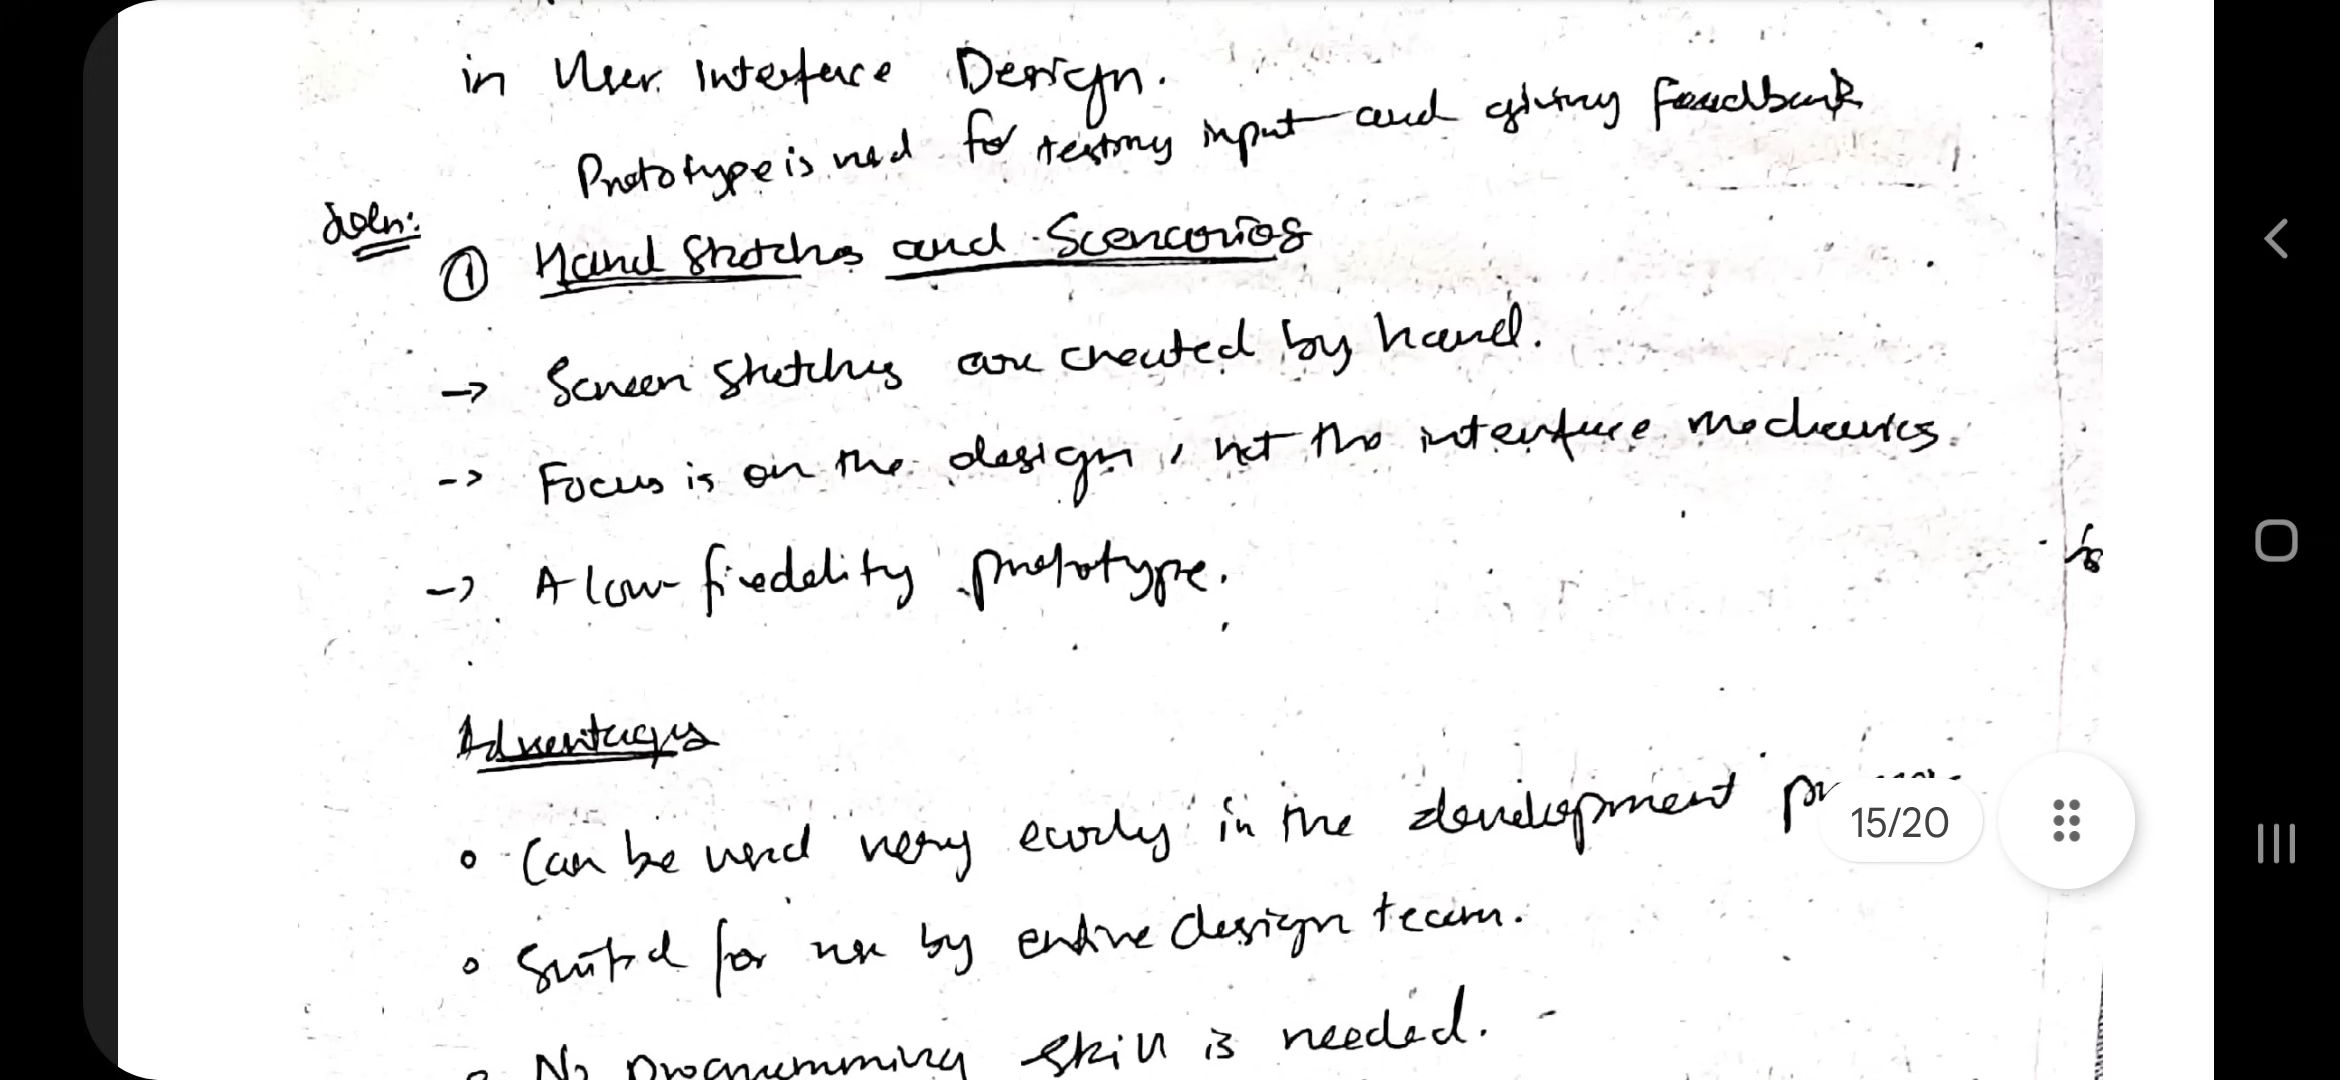 in User Interface Design.
Prototype is used for testing input and giving feedback
Soln:
① Hand Sketches and Scenarios
→ Screen sketches are created by hand.
-> Focus is on the design, not the interface mechanics.
-> A low fiedelity prototype.
Advantages
o Can be used very early in the development
15/20
o Suited for use by entire design team.
o No programming skill is needed.